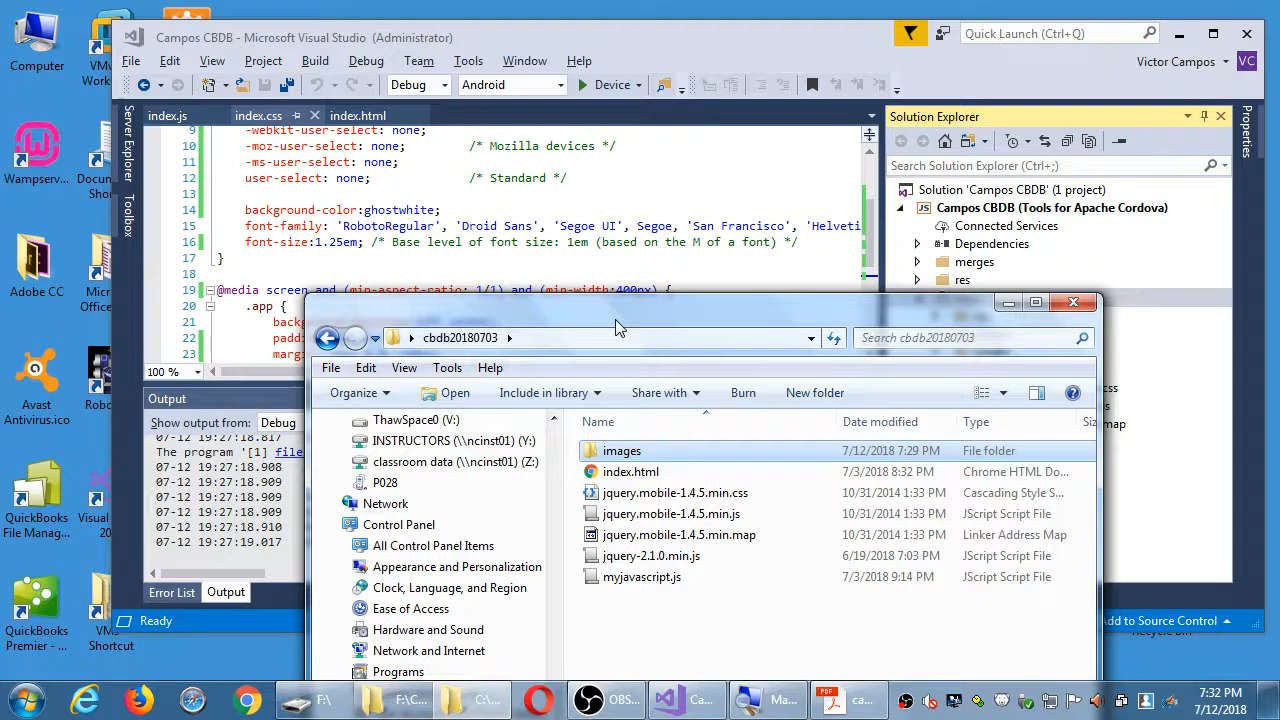 Campos CBDB - Microsoft Visual Studio (Administrator)
Quick Launch (Ctrl+Q)
File Edit View Project Build Debug Team Tools Window Help
Victor Campos VC
Debug Android Device
index.js index.css index.html
Server Explorer
Toolbox
9 -webkit-user-select: none;
10 -moz-user-select: none; /* Mozilla devices */
11 -ms-user-select: none;
12 user-select: none; /* Standard */
13
14 background-color:ghostwhite;
15 font-family: 'RobotoRegular', 'Droid Sans', 'Segoe UI', Segoe, 'San Francisco', 'Helveti
16 font-size:1.25em; /* Base level of font size: 1em (based on the M of a font) */
17 }
18
19 @media screen and (min-aspect-ratio: 1/1) and (min-width:400px) {
20 .app {
21 backg
22 paddi
23 margi
100 %
Output
Show output from: Debug
07-12 19:27:18.817
The program '[1] file
07-12 19:27:18.908
07-12 19:27:18.909
07-12 19:27:18.909
07-12 19:27:18.909
07-12 19:27:18.910
07-12 19:27:19.017
Error List Output
Ready
Add to Source Control
Solution Explorer
Search Solution Explorer (Ctrl+;)
Solution 'Campos CBDB' (1 project)
Campos CBDB (Tools for Apache Cordova)
Connected Services
Dependencies
merges
res
Properties
cbdb20180703
Search cbdb20180703
File Edit View Tools Help
Organize Open Include in library Share with Burn New folder
ThawSpace0 (V:)
INSTRUCTORS (\\ncinst01) (Y:)
classroom data (\\ncinst01) (Z:)
P028
Network
Control Panel
All Control Panel Items
Appearance and Personalization
Clock, Language, and Region
Ease of Access
Hardware and Sound
Network and Internet
Programs
Name Date modified Type Siz
images 7/12/2018 7:29 PM File folder
index.html 7/3/2018 8:32 PM Chrome HTML Do...
jquery.mobile-1.4.5.min.css 10/31/2014 1:33 PM Cascading Style S...
jquery.mobile-1.4.5.min.js 10/31/2014 1:33 PM JScript Script File
jquery.mobile-1.4.5.min.map 10/31/2014 1:33 PM Linker Address Map
jquery-2.1.0.min.js 6/19/2018 7:03 PM JScript Script File
myjavascript.js 7/3/2018 9:14 PM JScript Script File
Computer
Wampserv...
Adobe CC
Avast
Antivirus.ico
QuickBooks
File Manag...
QuickBooks
Premier - ...
VM
Shortcut
F:\ F:\C... C:\... OBS... Ca... Ma... PDF ca...
7:32 PM
7/12/2018